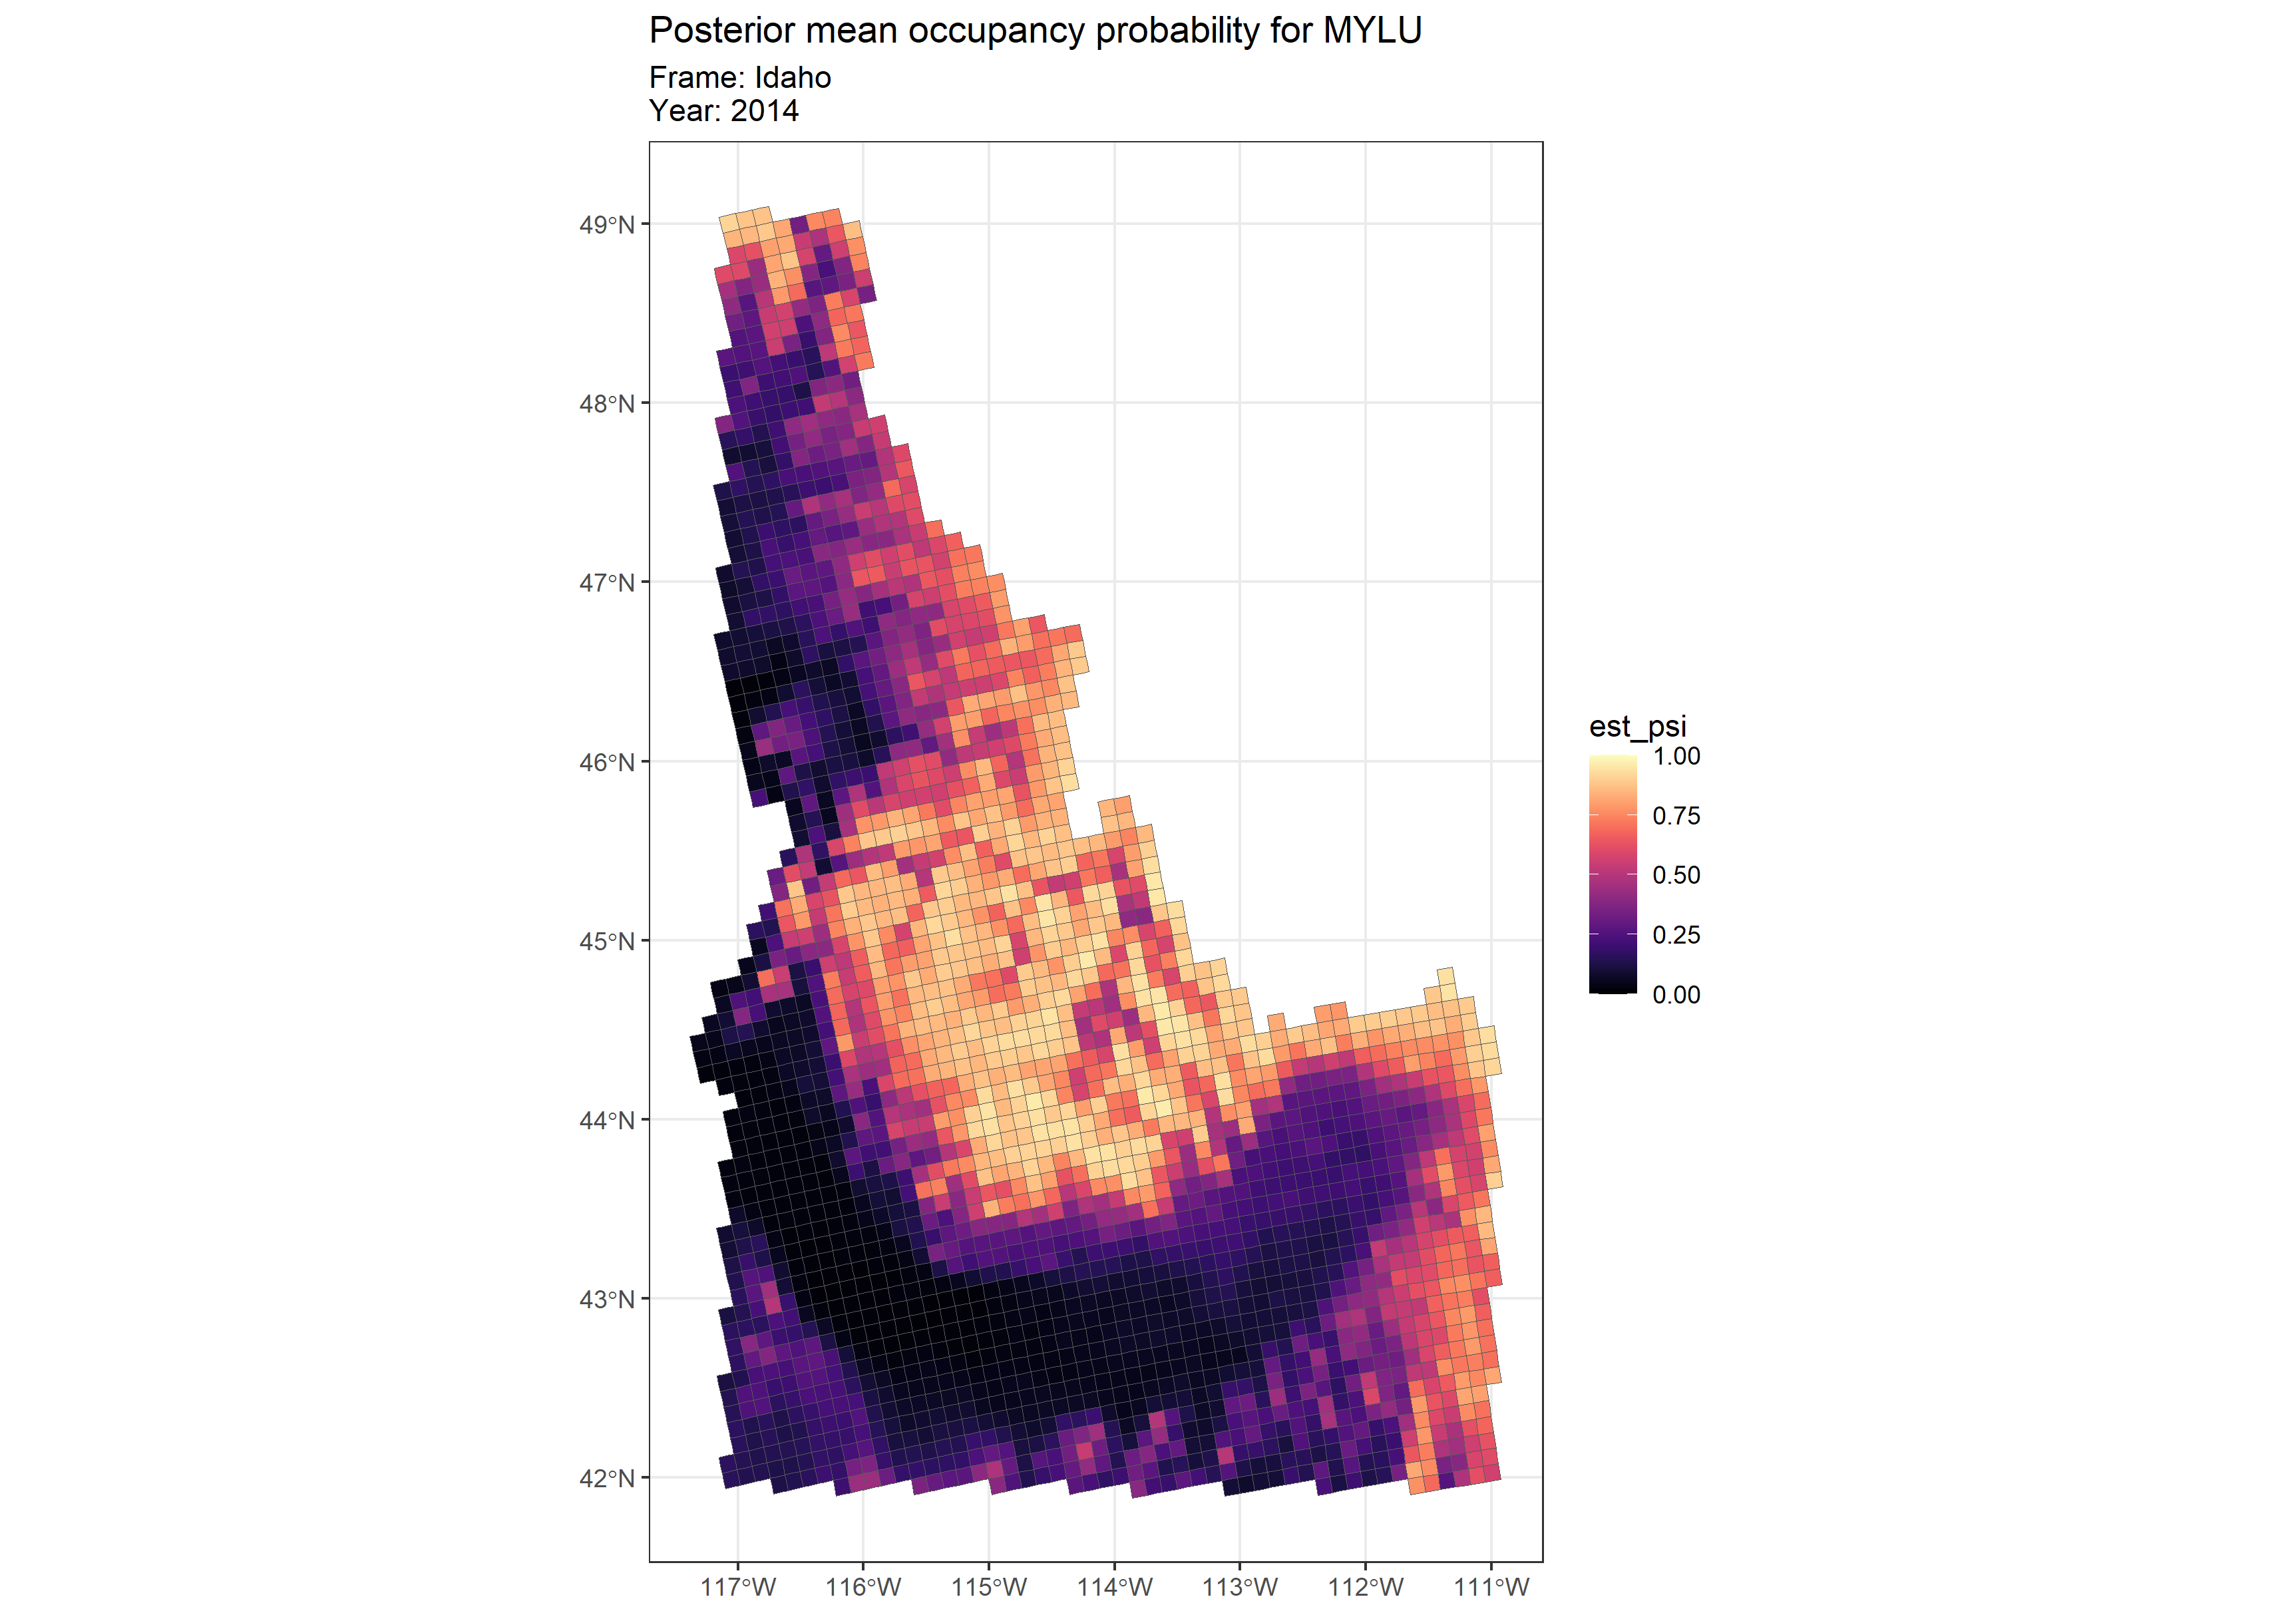 Posterior mean occupancy probability for MYLU
Frame: Idaho
Year: 2014
49°N
48°N
47°N
46°N
45°N
44°N
43°N
42°N
117°W 116°W 115°W 114°W 113°W 112°W 111°W
est_psi
1.00
0.75
0.50
0.25
0.00